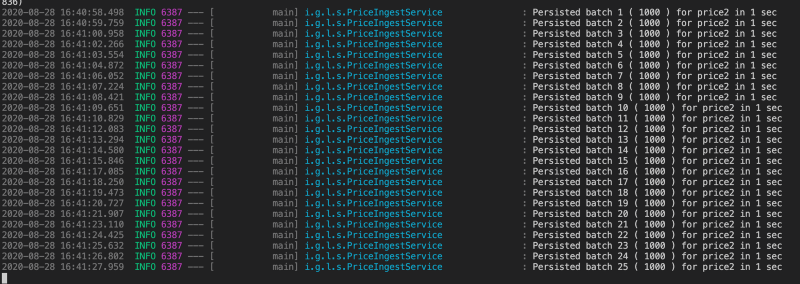 836)
2020-08-28 16:40:58.498 INFO 6387 --- [ main] i.g.l.s.PriceIngestService : Persisted batch 1 ( 1000 ) for price2 in 1 sec
2020-08-28 16:40:59.759 INFO 6387 --- [ main] i.g.l.s.PriceIngestService : Persisted batch 2 ( 1000 ) for price2 in 1 sec
2020-08-28 16:41:00.958 INFO 6387 --- [ main] i.g.l.s.PriceIngestService : Persisted batch 3 ( 1000 ) for price2 in 1 sec
2020-08-28 16:41:02.266 INFO 6387 --- [ main] i.g.l.s.PriceIngestService : Persisted batch 4 ( 1000 ) for price2 in 1 sec
2020-08-28 16:41:03.554 INFO 6387 --- [ main] i.g.l.s.PriceIngestService : Persisted batch 5 ( 1000 ) for price2 in 1 sec
2020-08-28 16:41:04.872 INFO 6387 --- [ main] i.g.l.s.PriceIngestService : Persisted batch 6 ( 1000 ) for price2 in 1 sec
2020-08-28 16:41:06.052 INFO 6387 --- [ main] i.g.l.s.PriceIngestService : Persisted batch 7 ( 1000 ) for price2 in 1 sec
2020-08-28 16:41:07.224 INFO 6387 --- [ main] i.g.l.s.PriceIngestService : Persisted batch 8 ( 1000 ) for price2 in 1 sec
2020-08-28 16:41:08.421 INFO 6387 --- [ main] i.g.l.s.PriceIngestService : Persisted batch 9 ( 1000 ) for price2 in 1 sec
2020-08-28 16:41:09.651 INFO 6387 --- [ main] i.g.l.s.PriceIngestService : Persisted batch 10 ( 1000 ) for price2 in 1 sec
2020-08-28 16:41:10.829 INFO 6387 --- [ main] i.g.l.s.PriceIngestService : Persisted batch 11 ( 1000 ) for price2 in 1 sec
2020-08-28 16:41:12.083 INFO 6387 --- [ main] i.g.l.s.PriceIngestService : Persisted batch 12 ( 1000 ) for price2 in 1 sec
2020-08-28 16:41:13.294 INFO 6387 --- [ main] i.g.l.s.PriceIngestService : Persisted batch 13 ( 1000 ) for price2 in 1 sec
2020-08-28 16:41:14.580 INFO 6387 --- [ main] i.g.l.s.PriceIngestService : Persisted batch 14 ( 1000 ) for price2 in 1 sec
2020-08-28 16:41:15.846 INFO 6387 --- [ main] i.g.l.s.PriceIngestService : Persisted batch 15 ( 1000 ) for price2 in 1 sec
2020-08-28 16:41:17.085 INFO 6387 --- [ main] i.g.l.s.PriceIngestService : Persisted batch 16 ( 1000 ) for price2 in 1 sec
2020-08-28 16:41:18.250 INFO 6387 --- [ main] i.g.l.s.PriceIngestService : Persisted batch 17 ( 1000 ) for price2 in 1 sec
2020-08-28 16:41:19.473 INFO 6387 --- [ main] i.g.l.s.PriceIngestService : Persisted batch 18 ( 1000 ) for price2 in 1 sec
2020-08-28 16:41:20.727 INFO 6387 --- [ main] i.g.l.s.PriceIngestService : Persisted batch 19 ( 1000 ) for price2 in 1 sec
2020-08-28 16:41:21.907 INFO 6387 --- [ main] i.g.l.s.PriceIngestService : Persisted batch 20 ( 1000 ) for price2 in 1 sec
2020-08-28 16:41:23.110 INFO 6387 --- [ main] i.g.l.s.PriceIngestService : Persisted batch 21 ( 1000 ) for price2 in 1 sec
2020-08-28 16:41:24.425 INFO 6387 --- [ main] i.g.l.s.PriceIngestService : Persisted batch 22 ( 1000 ) for price2 in 1 sec
2020-08-28 16:41:25.632 INFO 6387 --- [ main] i.g.l.s.PriceIngestService : Persisted batch 23 ( 1000 ) for price2 in 1 sec
2020-08-28 16:41:26.802 INFO 6387 --- [ main] i.g.l.s.PriceIngestService : Persisted batch 24 ( 1000 ) for price2 in 1 sec
2020-08-28 16:41:27.959 INFO 6387 --- [ main] i.g.l.s.PriceIngestService : Persisted batch 25 ( 1000 ) for price2 in 1 sec